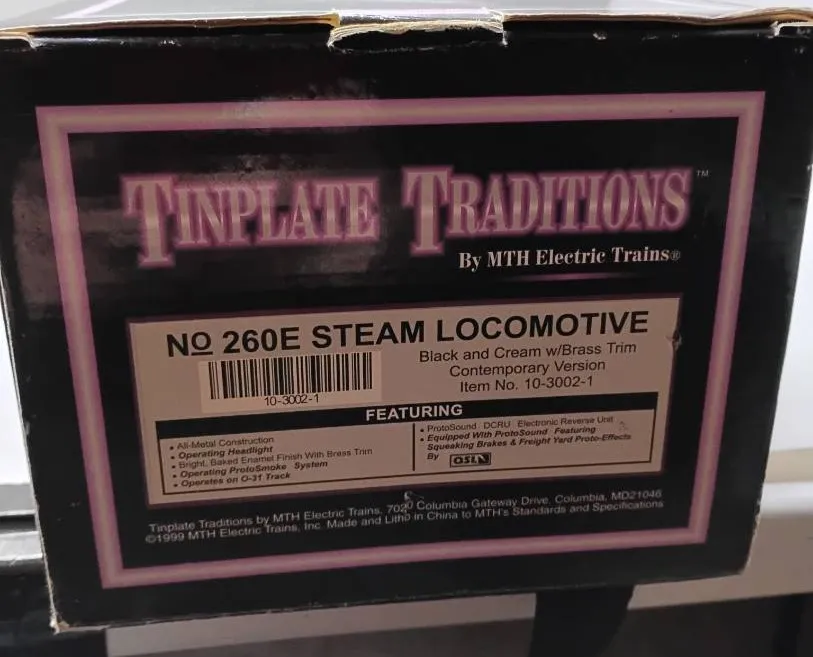 TINPLATE TRADITIONS™
By MTH Electric Trains®
No 260E STEAM LOCOMOTIVE
10-3002-1
Black and Cream w/Brass Trim
Contemporary Version
Item No. 10-3002-1
FEATURING
• All-Metal Construction
• Operating Headlight
• Bright, Baked Enamel Finish With Brass Trim
• Operating ProtoSmoke System
• Operates on O-31 Track
• ProtoSound DCRU Electronic Reverse Unit
• Equipped With ProtoSound Featuring
Squeaking Brakes & Freight Yard Proto-Effects
By QSI
Tinplate Traditions by MTH Electric Trains, 7020 Columbia Gateway Drive, Columbia, MD21046
©1999 MTH Electric Trains, Inc. Made and Litho in China to MTH's Standards and Specifications